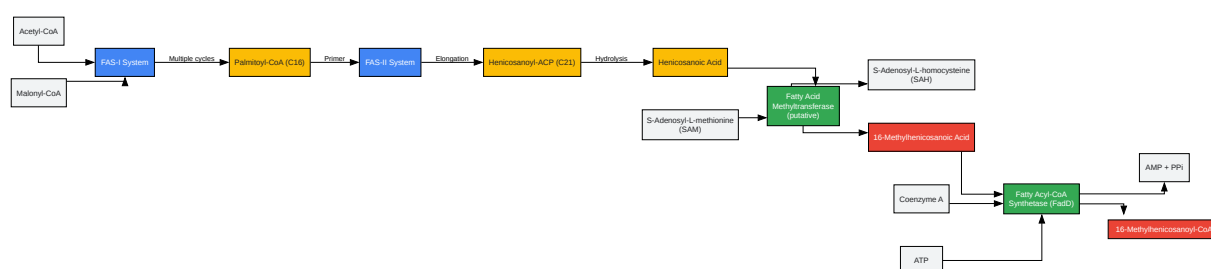 Acetyl-CoA
Malonyl-CoA
FAS-I System
Multiple cycles
Palmitoyl-CoA (C16)
Primer
FAS-II System
Elongation
Henicosanoyl-ACP (C21)
Hydrolysis
Henicosanoic Acid
S-Adenosyl-L-methionine
(SAM)
Fatty Acid
Methyltransferase
(putative)
S-Adenosyl-L-homocysteine
(SAH)
16-Methylhenicosanoic Acid
Coenzyme A
ATP
Fatty Acyl-CoA
Synthetase (FadD)
AMP + PPi
16-Methylhenicosanoyl-CoA